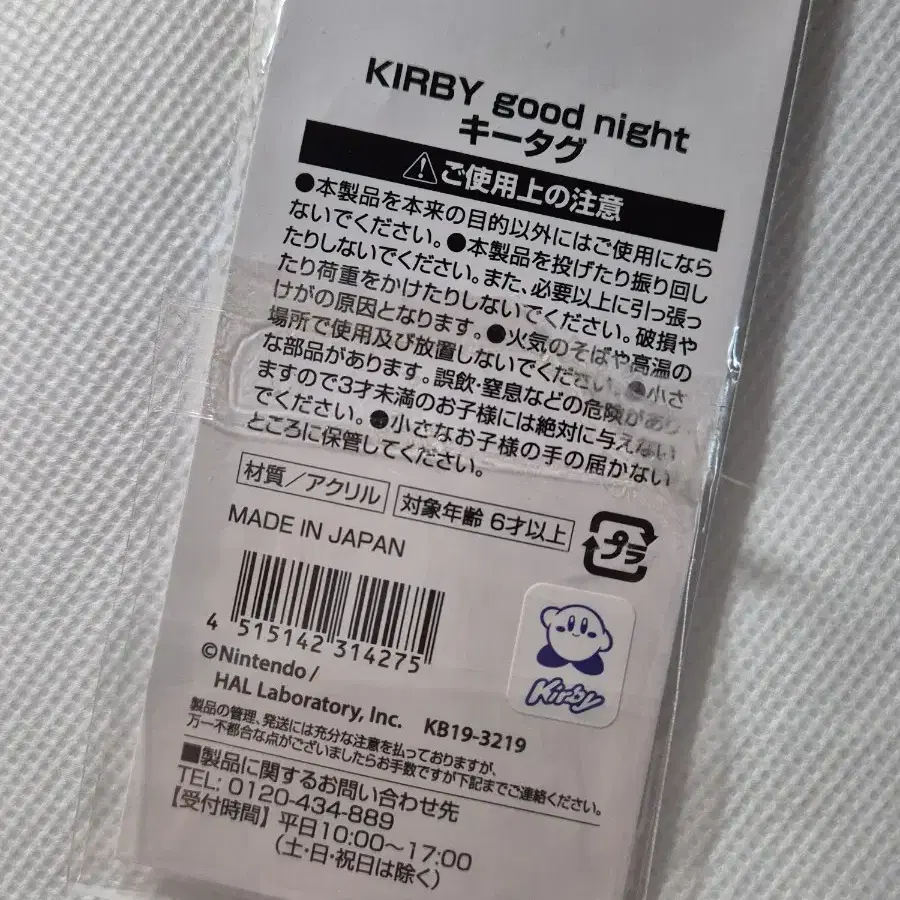 KIRBY good night
キータグ
ご使用上の注意
●本製品を本来の目的以外にはご使用になら
ないでください。●本製品を投げたり振り回し
たりしないでください。また、必要以上に引っ張っ
たり荷重をかけたりしないでください。破損や
けがの原因となります。●火気のそばや高温の
場所で使用及び放置しないでください。●小さ
な部品があります。誤飲・窒息などの危険があり
ますので3才未満のお子様には絶対に与えない
でください。●小さなお子様の手の届かない
ところに保管してください。
材質／アクリル 対象年齢 6才以上
プラ
MADE IN JAPAN
4 515142 314275
Kirby
©Nintendo /
HAL Laboratory, Inc. KB19-3219
製品の管理、発送には充分な注意を払っておりますが、
万一不都合な点がございましたらお手数ですが下記までご連絡ください。
■製品に関するお問い合わせ先
TEL: 0120-434-889
【受付時間】平日10:00～17:00
（土・日・祝日は除く）